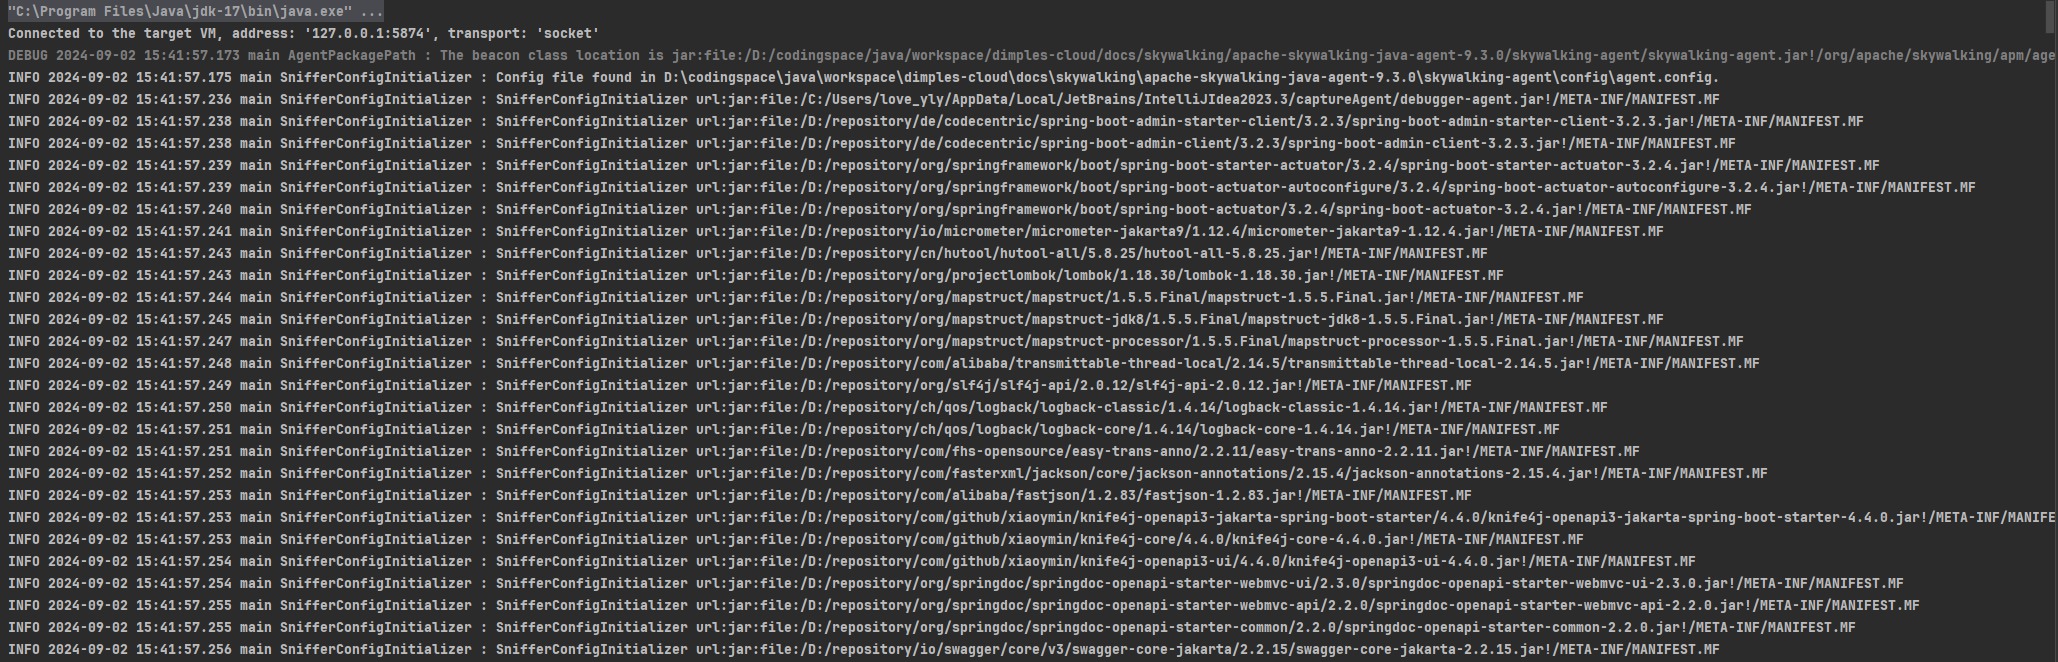 "C:\Program Files\Java\jdk-17\bin\java.exe" ...
Connected to the target VM, address: '127.0.0.1:5874', transport: 'socket'
DEBUG 2024-09-02 15:41:57.173 main AgentPackagePath : The beacon class location is jar:file:/D:/codingspace/java/workspace/dimples-cloud/docs/skywalking/apache-skywalking-java-agent-9.3.0/skywalking-agent/skywalking-agent.jar!/org/apache/skywalking/apm/age
INFO 2024-09-02 15:41:57.175 main SnifferConfigInitializer : Config file found in D:\codingspace\java\workspace\dimples-cloud\docs\skywalking\apache-skywalking-java-agent-9.3.0\skywalking-agent\config\agent.config.
INFO 2024-09-02 15:41:57.236 main SnifferConfigInitializer : SnifferConfigInitializer url:jar:file:/C:/Users/love_yly/AppData/Local/JetBrains/IntelliJIdea2023.3/captureAgent/debugger-agent.jar!/META-INF/MANIFEST.MF
INFO 2024-09-02 15:41:57.238 main SnifferConfigInitializer : SnifferConfigInitializer url:jar:file:/D:/repository/de/codecentric/spring-boot-admin-starter-client/3.2.3/spring-boot-admin-starter-client-3.2.3.jar!/META-INF/MANIFEST.MF
INFO 2024-09-02 15:41:57.238 main SnifferConfigInitializer : SnifferConfigInitializer url:jar:file:/D:/repository/de/codecentric/spring-boot-admin-client/3.2.3/spring-boot-admin-client-3.2.3.jar!/META-INF/MANIFEST.MF
INFO 2024-09-02 15:41:57.239 main SnifferConfigInitializer : SnifferConfigInitializer url:jar:file:/D:/repository/org/springframework/boot/spring-boot-starter-actuator/3.2.4/spring-boot-starter-actuator-3.2.4.jar!/META-INF/MANIFEST.MF
INFO 2024-09-02 15:41:57.239 main SnifferConfigInitializer : SnifferConfigInitializer url:jar:file:/D:/repository/org/springframework/boot/spring-boot-actuator-autoconfigure/3.2.4/spring-boot-actuator-autoconfigure-3.2.4.jar!/META-INF/MANIFEST.MF
INFO 2024-09-02 15:41:57.240 main SnifferConfigInitializer : SnifferConfigInitializer url:jar:file:/D:/repository/org/springframework/boot/spring-boot-actuator/3.2.4/spring-boot-actuator-3.2.4.jar!/META-INF/MANIFEST.MF
INFO 2024-09-02 15:41:57.241 main SnifferConfigInitializer : SnifferConfigInitializer url:jar:file:/D:/repository/io/micrometer/micrometer-jakarta9/1.12.4/micrometer-jakarta9-1.12.4.jar!/META-INF/MANIFEST.MF
INFO 2024-09-02 15:41:57.243 main SnifferConfigInitializer : SnifferConfigInitializer url:jar:file:/D:/repository/cn/hutool/hutool-all/5.8.25/hutool-all-5.8.25.jar!/META-INF/MANIFEST.MF
INFO 2024-09-02 15:41:57.243 main SnifferConfigInitializer : SnifferConfigInitializer url:jar:file:/D:/repository/org/projectlombok/lombok/1.18.30/lombok-1.18.30.jar!/META-INF/MANIFEST.MF
INFO 2024-09-02 15:41:57.244 main SnifferConfigInitializer : SnifferConfigInitializer url:jar:file:/D:/repository/org/mapstruct/mapstruct/1.5.5.Final/mapstruct-1.5.5.Final.jar!/META-INF/MANIFEST.MF
INFO 2024-09-02 15:41:57.245 main SnifferConfigInitializer : SnifferConfigInitializer url:jar:file:/D:/repository/org/mapstruct/mapstruct-jdk8/1.5.5.Final/mapstruct-jdk8-1.5.5.Final.jar!/META-INF/MANIFEST.MF
INFO 2024-09-02 15:41:57.247 main SnifferConfigInitializer : SnifferConfigInitializer url:jar:file:/D:/repository/org/mapstruct/mapstruct-processor/1.5.5.Final/mapstruct-processor-1.5.5.Final.jar!/META-INF/MANIFEST.MF
INFO 2024-09-02 15:41:57.248 main SnifferConfigInitializer : SnifferConfigInitializer url:jar:file:/D:/repository/com/alibaba/transmittable-thread-local/2.14.5/transmittable-thread-local-2.14.5.jar!/META-INF/MANIFEST.MF
INFO 2024-09-02 15:41:57.249 main SnifferConfigInitializer : SnifferConfigInitializer url:jar:file:/D:/repository/org/slf4j/slf4j-api/2.0.12/slf4j-api-2.0.12.jar!/META-INF/MANIFEST.MF
INFO 2024-09-02 15:41:57.250 main SnifferConfigInitializer : SnifferConfigInitializer url:jar:file:/D:/repository/ch/qos/logback/logback-classic/1.4.14/logback-classic-1.4.14.jar!/META-INF/MANIFEST.MF
INFO 2024-09-02 15:41:57.251 main SnifferConfigInitializer : SnifferConfigInitializer url:jar:file:/D:/repository/ch/qos/logback/logback-core/1.4.14/logback-core-1.4.14.jar!/META-INF/MANIFEST.MF
INFO 2024-09-02 15:41:57.251 main SnifferConfigInitializer : SnifferConfigInitializer url:jar:file:/D:/repository/com/fhs-opensource/easy-trans-anno/2.2.11/easy-trans-anno-2.2.11.jar!/META-INF/MANIFEST.MF
INFO 2024-09-02 15:41:57.252 main SnifferConfigInitializer : SnifferConfigInitializer url:jar:file:/D:/repository/com/fasterxml/jackson/core/jackson-annotations/2.15.4/jackson-annotations-2.15.4.jar!/META-INF/MANIFEST.MF
INFO 2024-09-02 15:41:57.253 main SnifferConfigInitializer : SnifferConfigInitializer url:jar:file:/D:/repository/com/alibaba/fastjson/1.2.83/fastjson-1.2.83.jar!/META-INF/MANIFEST.MF
INFO 2024-09-02 15:41:57.253 main SnifferConfigInitializer : SnifferConfigInitializer url:jar:file:/D:/repository/com/github/xiaoymin/knife4j-openapi3-jakarta-spring-boot-starter/4.4.0/knife4j-openapi3-jakarta-spring-boot-starter-4.4.0.jar!/META-INF/MANIFE
INFO 2024-09-02 15:41:57.253 main SnifferConfigInitializer : SnifferConfigInitializer url:jar:file:/D:/repository/com/github/xiaoymin/knife4j-core/4.4.0/knife4j-core-4.4.0.jar!/META-INF/MANIFEST.MF
INFO 2024-09-02 15:41:57.254 main SnifferConfigInitializer : SnifferConfigInitializer url:jar:file:/D:/repository/com/github/xiaoymin/knife4j-openapi3-ui/4.4.0/knife4j-openapi3-ui-4.4.0.jar!/META-INF/MANIFEST.MF
INFO 2024-09-02 15:41:57.254 main SnifferConfigInitializer : SnifferConfigInitializer url:jar:file:/D:/repository/org/springdoc/springdoc-openapi-starter-webmvc-ui/2.3.0/springdoc-openapi-starter-webmvc-ui-2.3.0.jar!/META-INF/MANIFEST.MF
INFO 2024-09-02 15:41:57.255 main SnifferConfigInitializer : SnifferConfigInitializer url:jar:file:/D:/repository/org/springdoc/springdoc-openapi-starter-webmvc-api/2.2.0/springdoc-openapi-starter-webmvc-api-2.2.0.jar!/META-INF/MANIFEST.MF
INFO 2024-09-02 15:41:57.255 main SnifferConfigInitializer : SnifferConfigInitializer url:jar:file:/D:/repository/org/springdoc/springdoc-openapi-starter-common/2.2.0/springdoc-openapi-starter-common-2.2.0.jar!/META-INF/MANIFEST.MF
INFO 2024-09-02 15:41:57.256 main SnifferConfigInitializer : SnifferConfigInitializer url:jar:file:/D:/repository/io/swagger/core/v3/swagger-core-jakarta/2.2.15/swagger-core-jakarta-2.2.15.jar!/META-INF/MANIFEST.MF